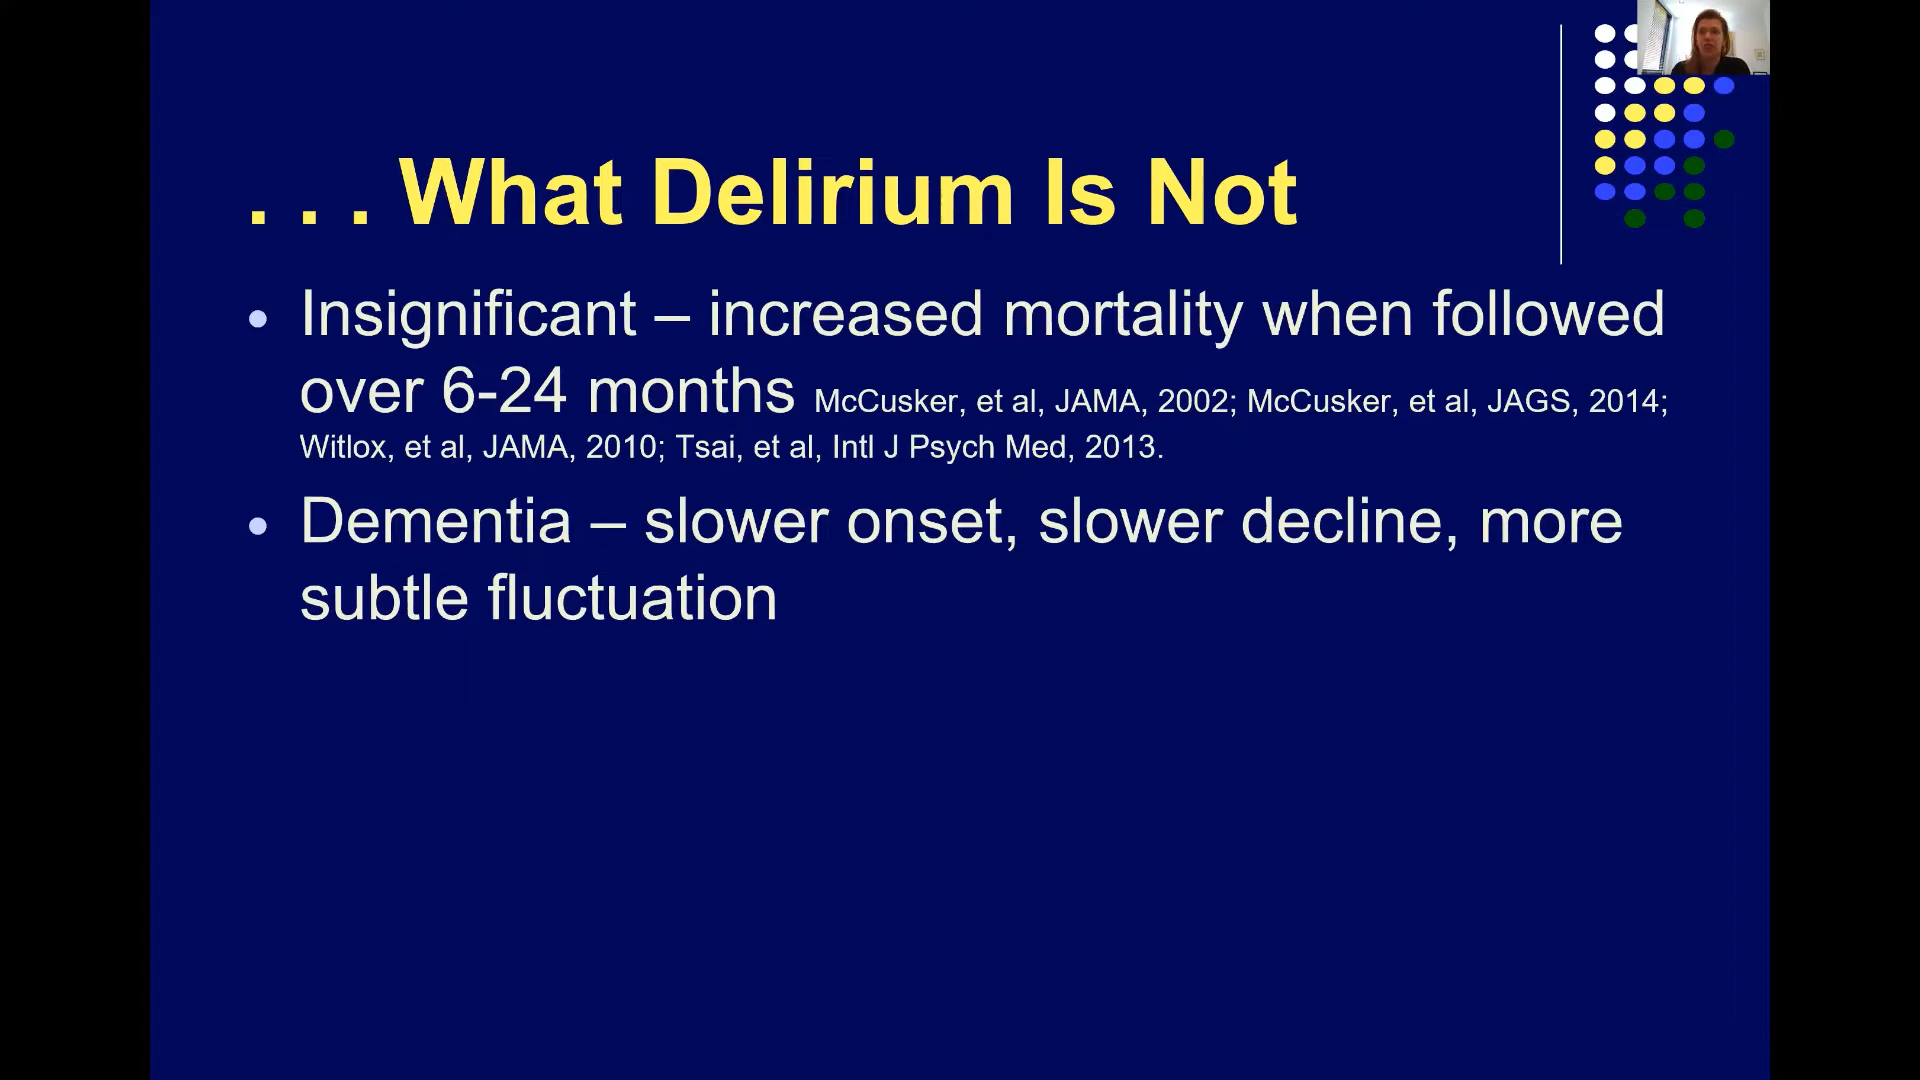 . . . What Delirium Is Not
• Insignificant – increased mortality when followed
over 6-24 months McCusker, et al, JAMA, 2002; McCusker, et al, JAGS, 2014;
Witlox, et al, JAMA, 2010; Tsai, et al, Intl J Psych Med, 2013.
• Dementia – slower onset, slower decline, more
subtle fluctuation